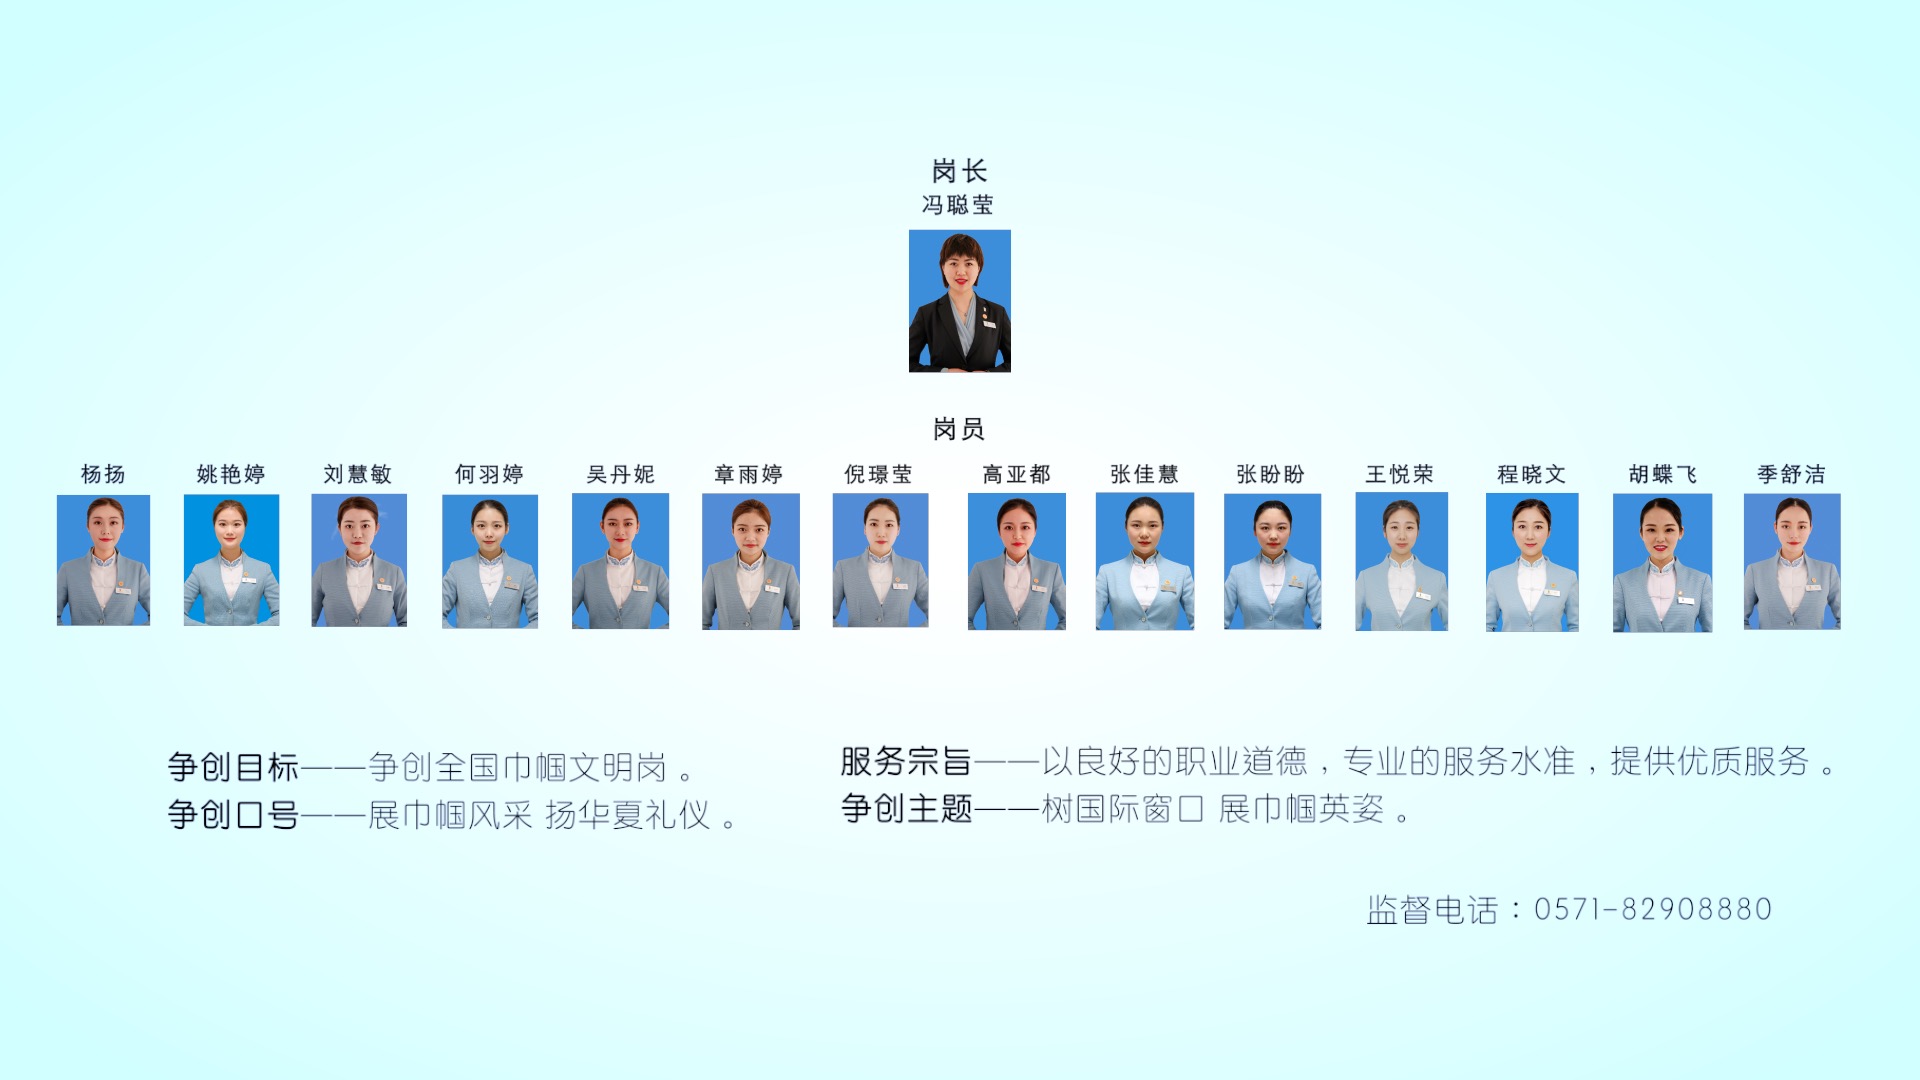 岗长
冯聪莹
岗员
杨扬 姚艳婷 刘慧敏 何羽婷 吴丹妮 章雨婷 倪璟莹 高亚都 张佳慧 张盼盼 王悦荣 程晓文 胡蝶飞 季舒洁
争创目标——争创全国巾帼文明岗。
争创口号——展巾帼风采 扬华夏礼仪。
服务宗旨——以良好的职业道德，专业的服务水准，提供优质服务。
争创主题——树国际窗口 展巾帼英姿。
监督电话：0571-82908880